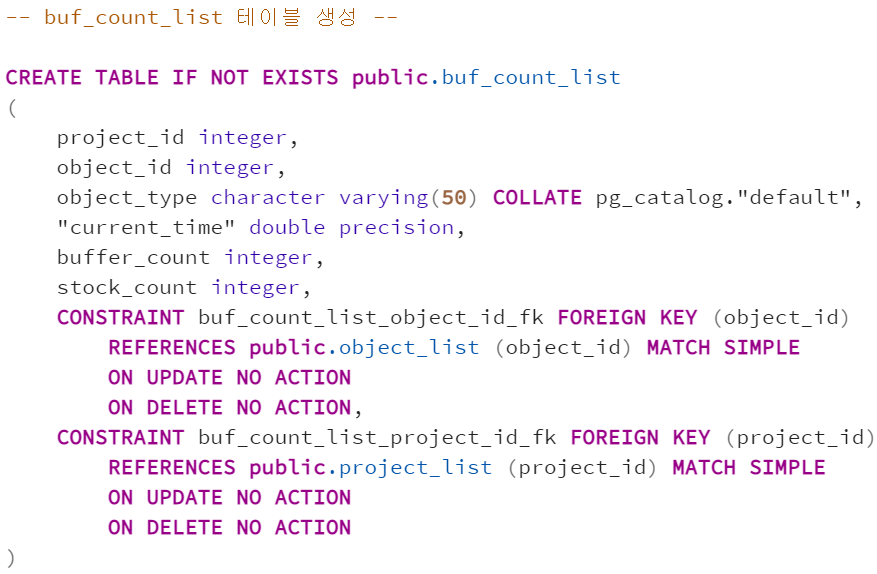 -- buf_count_list 테이블 생성 --
CREATE TABLE IF NOT EXISTS public.buf_count_list
(
    project_id integer,
    object_id integer,
    object_type character varying(50) COLLATE pg_catalog."default",
    "current_time" double precision,
    buffer_count integer,
    stock_count integer,
    CONSTRAINT buf_count_list_object_id_fk FOREIGN KEY (object_id)
        REFERENCES public.object_list (object_id) MATCH SIMPLE
        ON UPDATE NO ACTION
        ON DELETE NO ACTION,
    CONSTRAINT buf_count_list_project_id_fk FOREIGN KEY (project_id)
        REFERENCES public.project_list (project_id) MATCH SIMPLE
        ON UPDATE NO ACTION
        ON DELETE NO ACTION
)